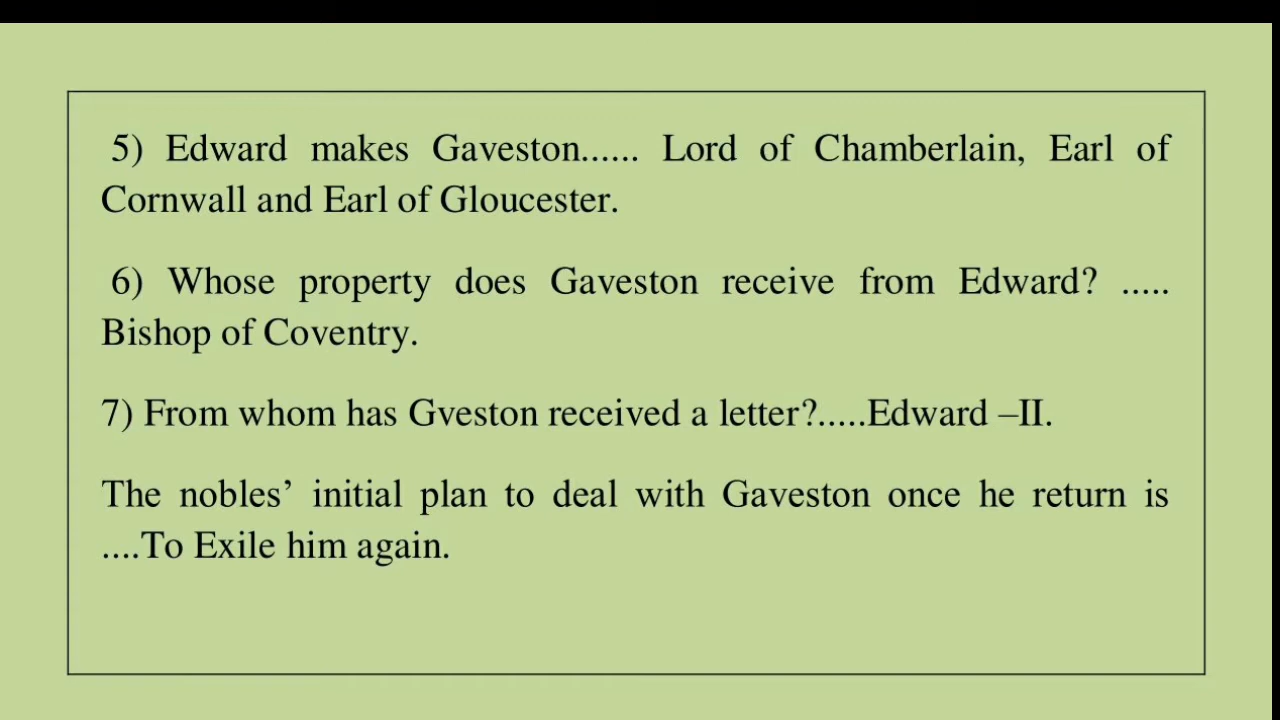 5) Edward makes Gaveston...... Lord of Chamberlain, Earl of
Cornwall and Earl of Gloucester.
6) Whose property does Gaveston receive from Edward? .....
Bishop of Coventry.
7) From whom has Gveston received a letter?.....Edward –II.
The nobles’ initial plan to deal with Gaveston once he return is
....To Exile him again.